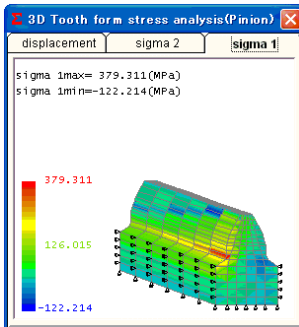 3D Tooth form stress analysis(Pinion)
displacement sigma 2 sigma 1
sigma 1max= 379.311(MPa)
sigma 1min=-122.214(MPa)
379.311
126.015
-122.214